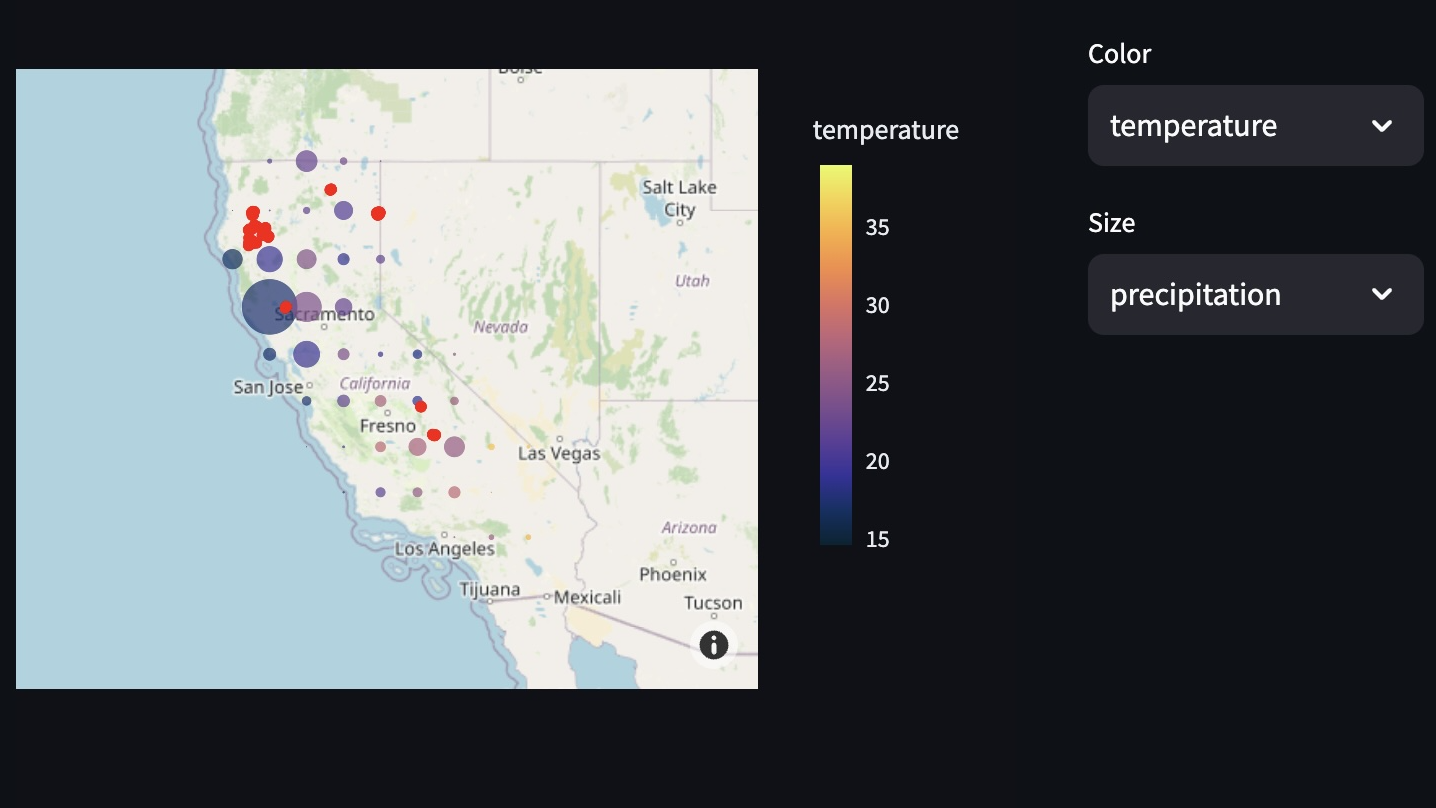 Color
temperature
Size
precipitation
temperature
35
30
25
20
15
Boise
Salt Lake
City
Utah
Nevada
Sacramento
San Jose
California
Fresno
Las Vegas
Arizona
Los Angeles
Phoenix
Tijuana
Mexicali
Tucson